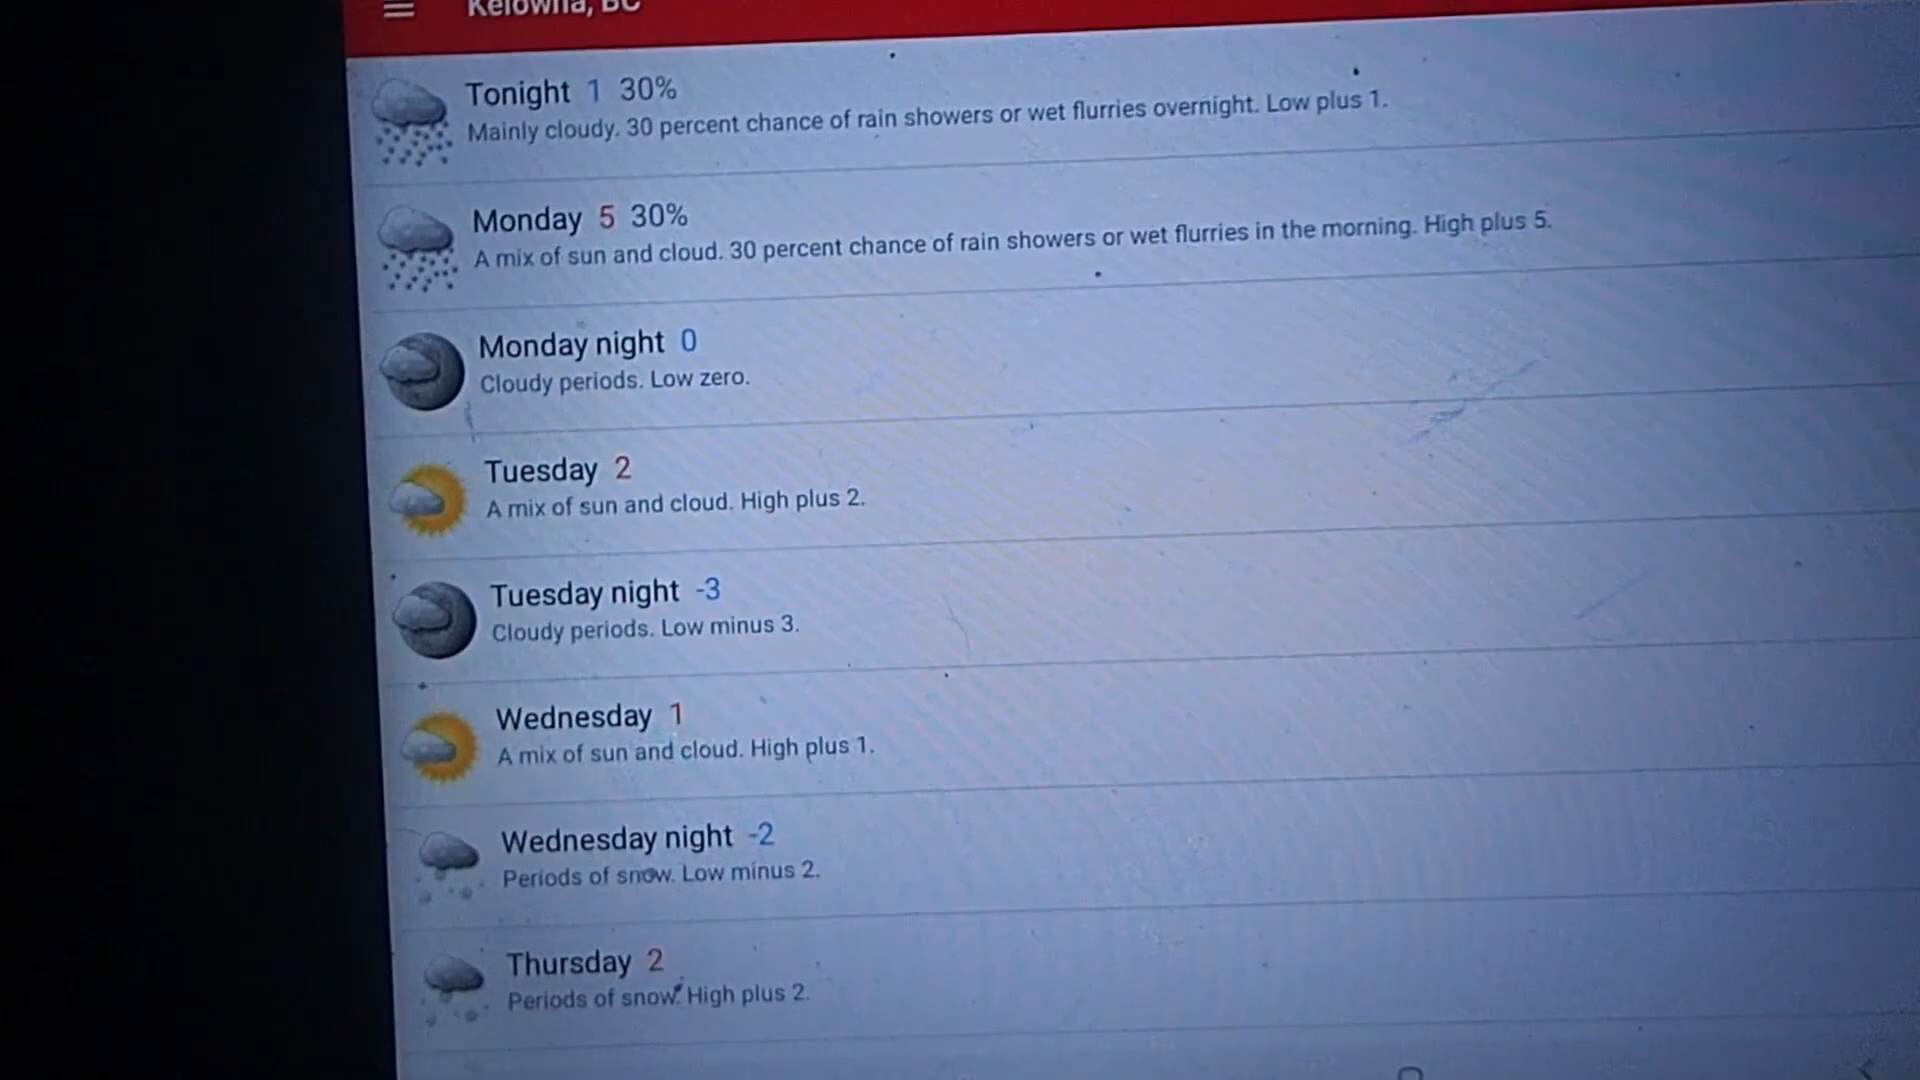 Kelowna, BC
Tonight 1 30%
Mainly cloudy. 30 percent chance of rain showers or wet flurries overnight. Low plus 1.
Monday 5 30%
A mix of sun and cloud. 30 percent chance of rain showers or wet flurries in the morning. High plus 5.
Monday night 0
Cloudy periods. Low zero.
Tuesday 2
A mix of sun and cloud. High plus 2.
Tuesday night -3
Cloudy periods. Low minus 3.
Wednesday 1
A mix of sun and cloud. High plus 1.
Wednesday night -2
Periods of snow. Low minus 2.
Thursday 2
Periods of snow. High plus 2.